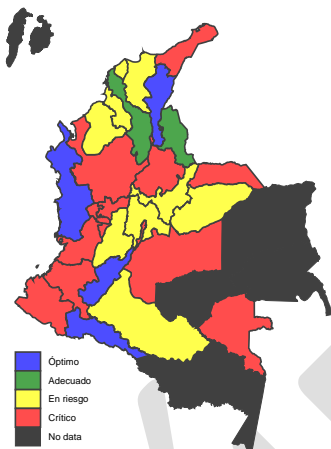 Óptimo
Adecuado
En riesgo
Crítico
No data